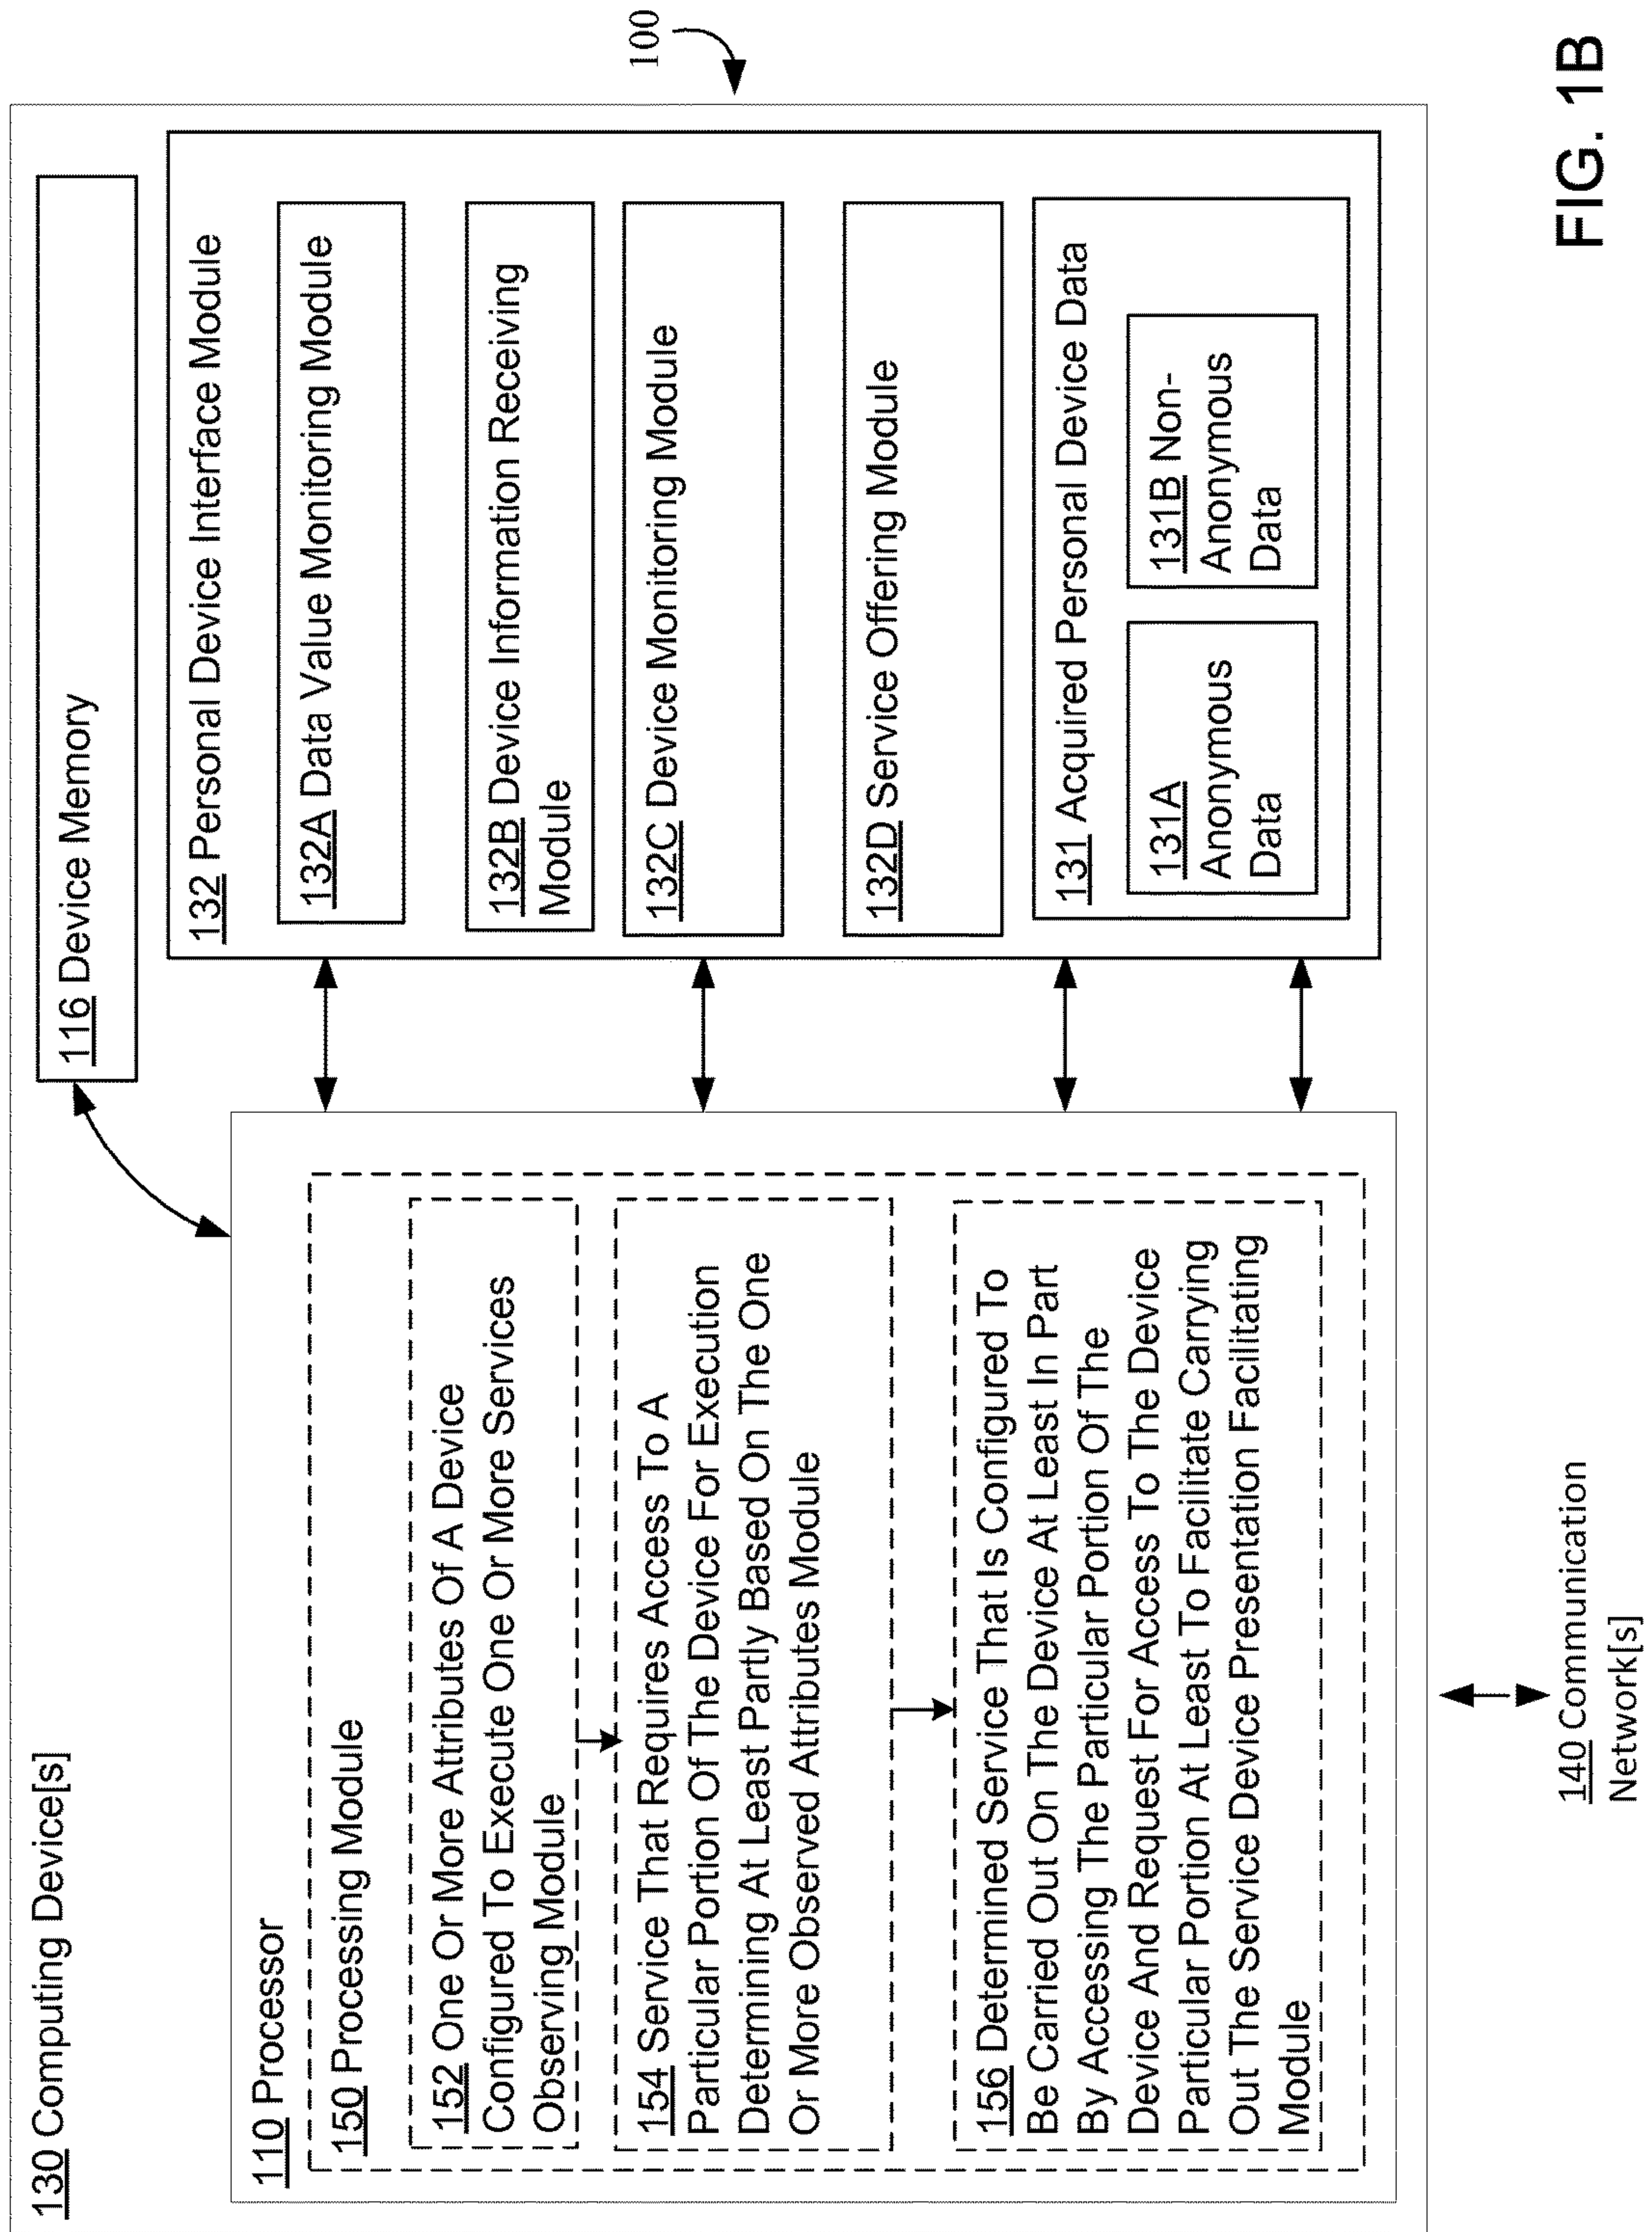 130 Computing Device[s]
110 Processor
150 Processing Module
152 One Or More Attributes Of A Device
Configured To Execute One Or More Services
Observing Module
154 Service That Requires Access To A
Particular Portion Of The Device For Execution
Determining At Least Partly Based On The One
Or More Observed Attributes Module
156 Determined Service That Is Configured To
Be Carried Out On The Device At Least In Part
By Accessing The Particular Portion Of The
Device And Request For Access To The Device
Particular Portion At Least To Facilitate Carrying
Out The Service Device Presentation Facilitating
Module
116 Device Memory
132 Personal Device Interface Module
132A Data Value Monitoring Module
132B Device Information Receiving
Module
132C Device Monitoring Module
132D Service Offering Module
131 Acquired Personal Device Data
131A
Anonymous
Data
131B Non-
Anonymous
Data
100
140 Communication
Network[s]
FIG. 1B